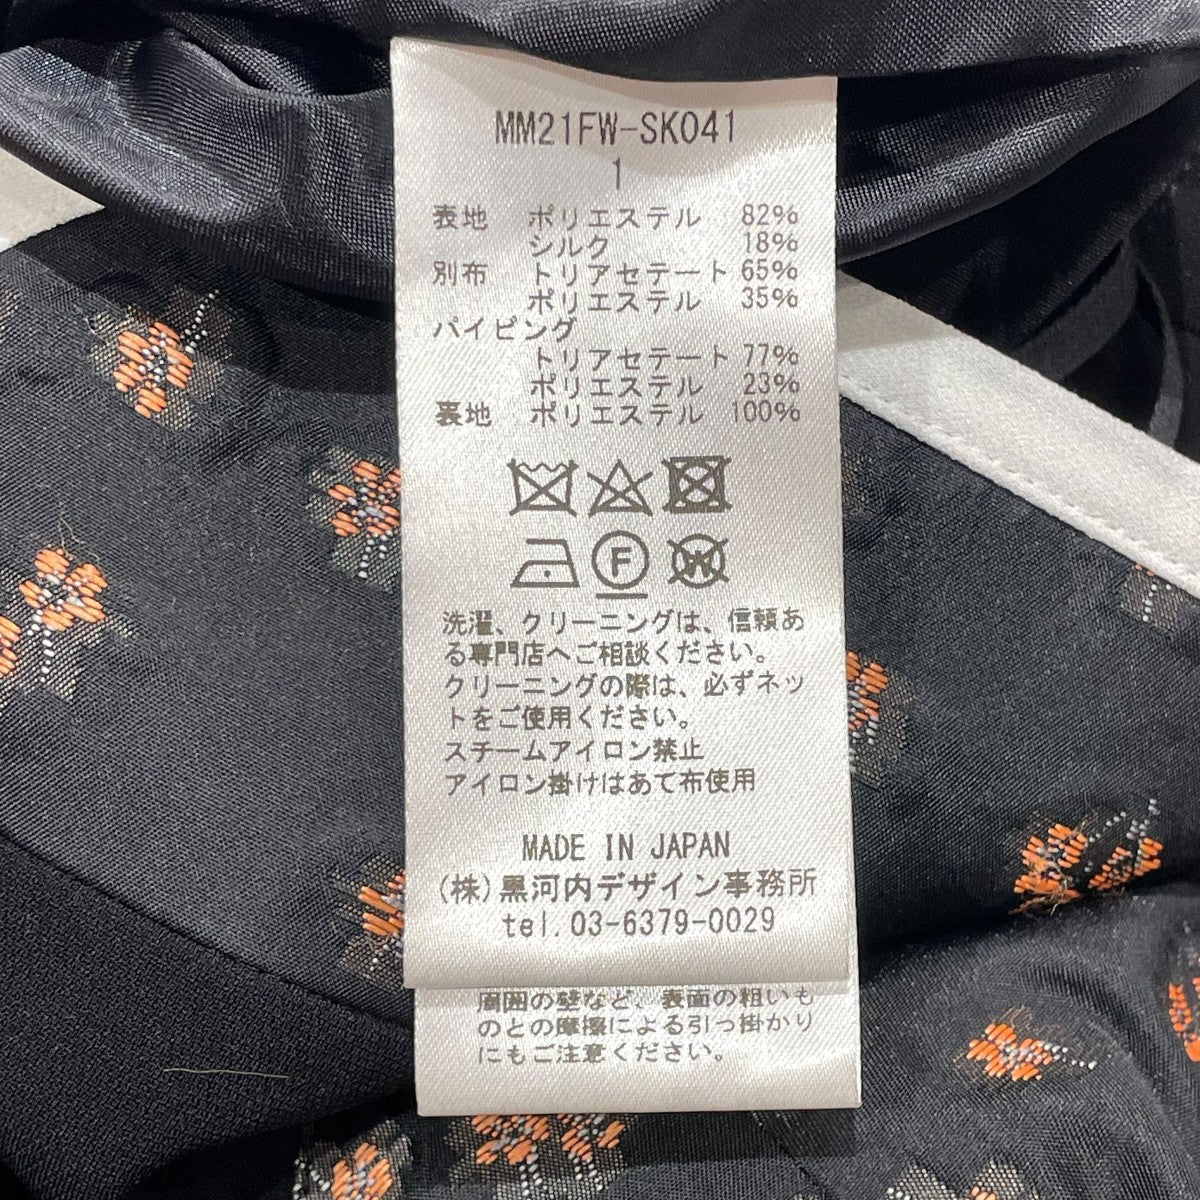 MM21FW-SK041
1
表地 ポリエステル 82%
シルク 18%
別布 トリアセテート 65%
ポリエステル 35%
パイピング
トリアセテート 77%
ポリエステル 23%
裏地 ポリエステル 100%
F W
洗濯、クリーニングは、信頼あ
る専門店へご相談ください。
クリーニングの際は、必ずネッ
トをご使用ください。
スチームアイロン禁止
アイロン掛けはあて布使用
MADE IN JAPAN
(株)黒河内デザイン事務所
tel.03-6379-0029
周囲の壁など、表面の粗いも
のとの摩擦による引っ掛かり
にもご注意ください。